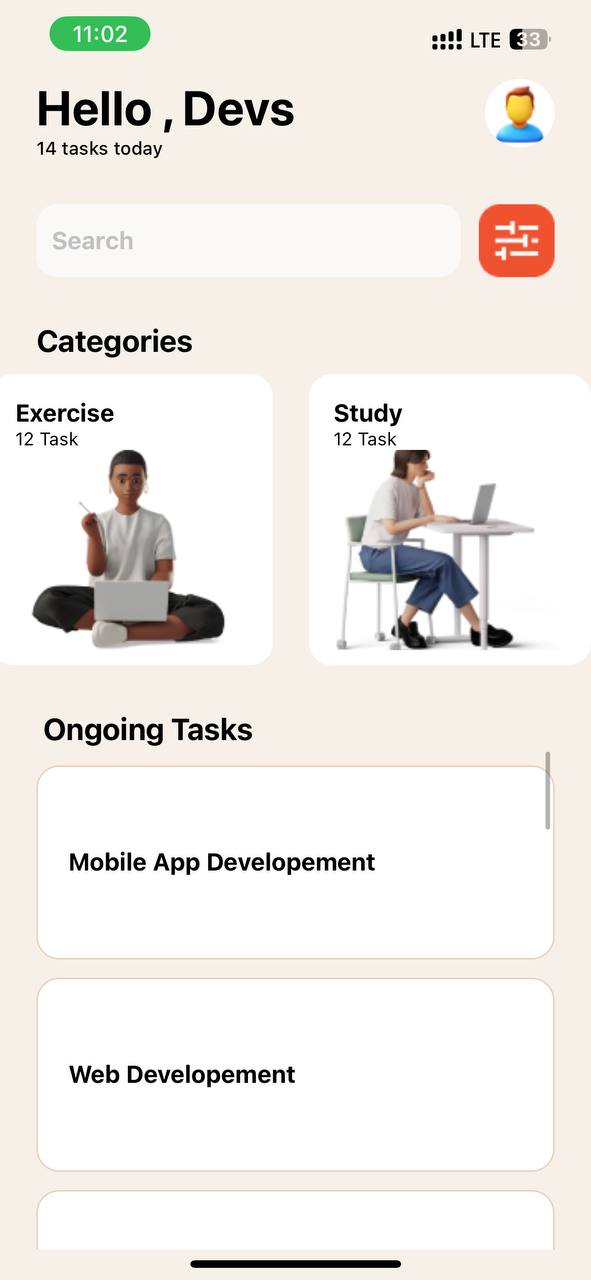 11:02
LTE 33
Hello , Devs
14 tasks today
Search
Categories
Exercise
12 Task
Study
12 Task
Ongoing Tasks
Mobile App Developement
Web Developement